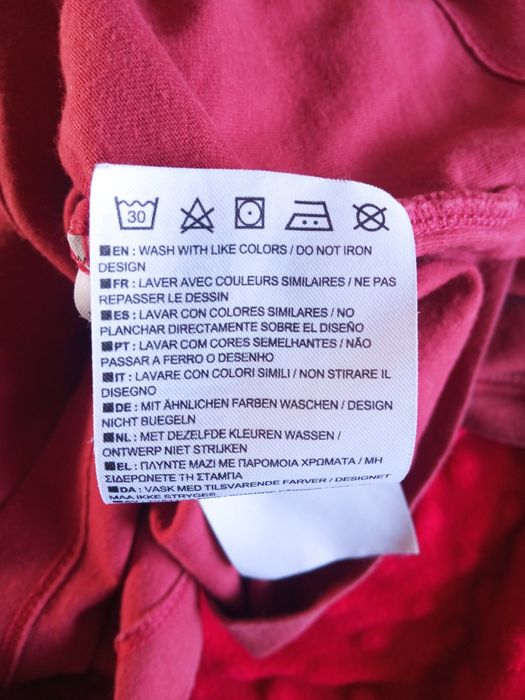 30
EN : WASH WITH LIKE COLORS / DO NOT IRON
DESIGN
FR : LAVER AVEC COULEURS SIMILAIRES / NE PAS
REPASSER LE DESSIN
ES : LAVAR CON COLORES SIMILARES / NO
PLANCHAR DIRECTAMENTE SOBRE EL DISEÑO
PT : LAVAR COM CORES SEMELHANTES / NÃO
PASSAR A FERRO O DESENHO
IT : LAVARE CON COLORI SIMILI / NON STIRARE IL
DISEGNO
DE : MIT ÄHNLICHEN FARBEN WASCHEN / DESIGN
NICHT BUEGELN
NL : MET DEZELFDE KLEUREN WASSEN /
ONTWERP NIET STRIJKEN
EL : ΠΛΥΝΤΕ ΜΑΖΙ ΜΕ ΠΑΡΟΜΟΙΑ ΧΡΩΜΑΤΑ / ΜΗ
ΣΙΔΕΡΩΝΕΤΕ ΤΗ ΣΤΑΜΠΑ
DA : VASK MED TILSVARENDE FARVER / DESIGNET
MAA IKKE STRYGES